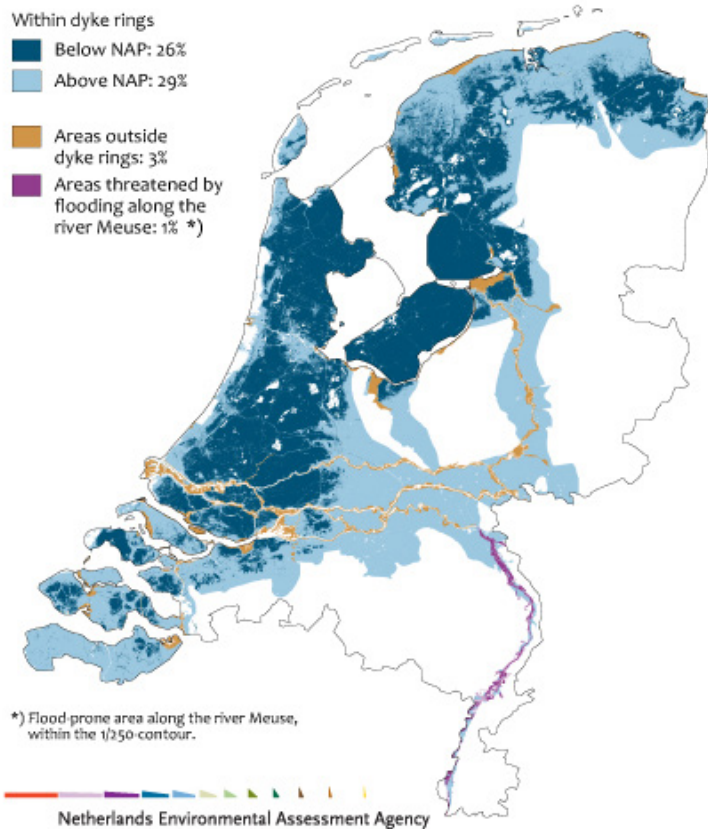 Within dyke rings
Below NAP: 26%
Above NAP: 29%
Areas outside
dyke rings: 3%
Areas threatened by
flooding along the
river Meuse: 1% *)
*) Flood-prone area along the river Meuse,
within the 1/250-contour.
Netherlands Environmental Assessment Agency